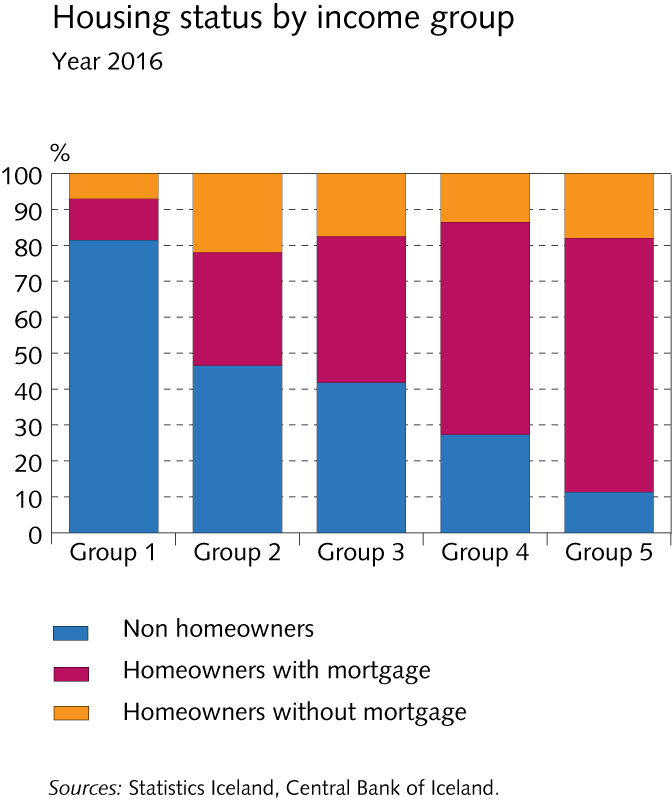 Housing status by income group
Year 2016
%
100
90
80
70
60
50
40
30
20
10
0
Group 1 Group 2 Group 3 Group 4 Group 5
Non homeowners
Homeowners with mortgage
Homeowners without mortgage
Sources: Statistics Iceland, Central Bank of Iceland.